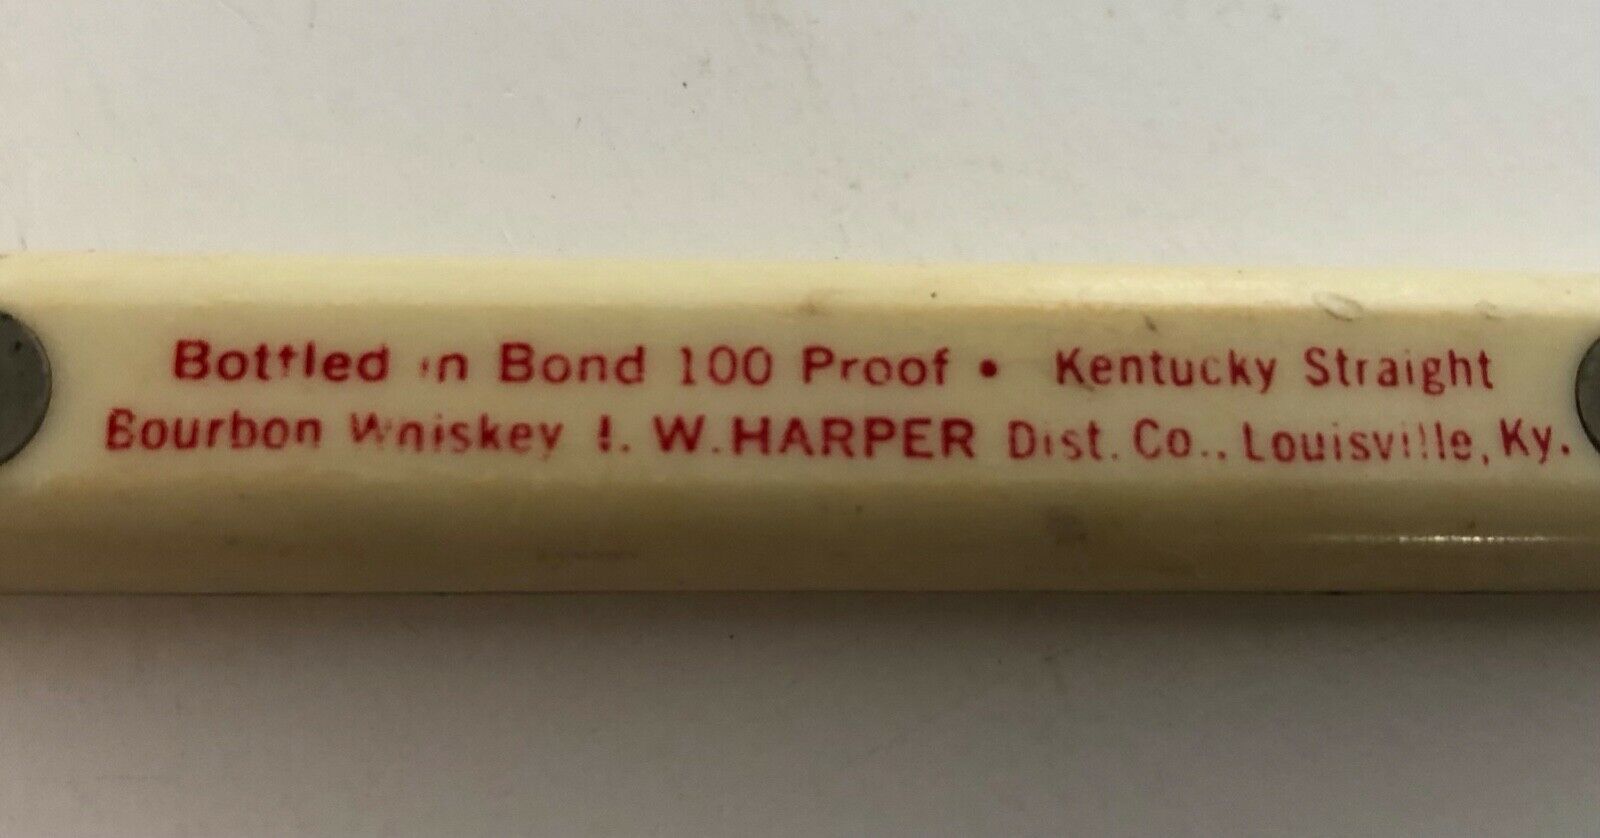 Bottled in Bond 100 Proof • Kentucky Straight
Bourbon Whiskey I. W. HARPER Dist. Co., Louisville, Ky.